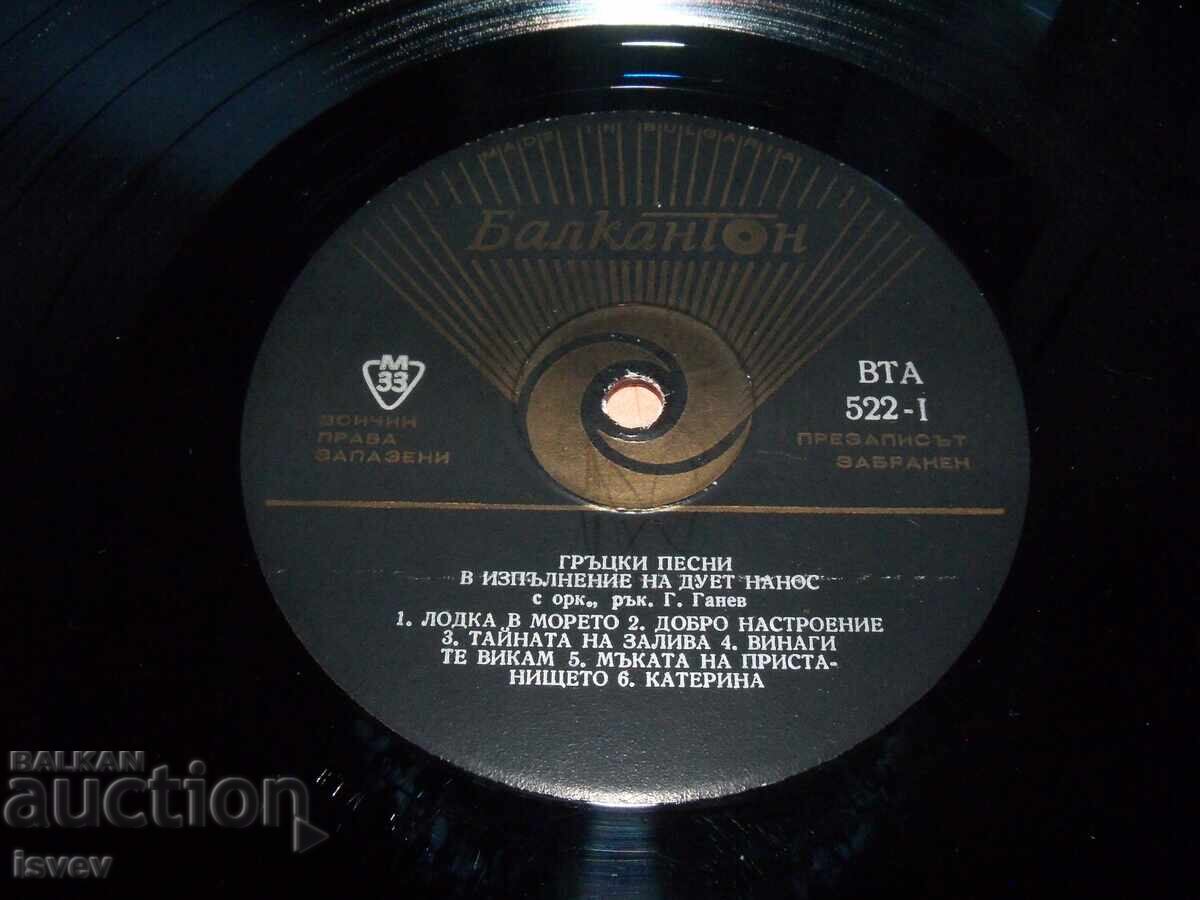 MADE IN BULGARIA
Балкантон
М
33
ВТА
522-I
ВСИЧКИ
ПРАВА
ЗАПАЗЕНИ
ПРЕЗАПИСЪТ
ЗАБРАНЕН
ГРЪЦКИ ПЕСНИ
В ИЗПЪЛНЕНИЕ НА ДУЕТ НАНОС
с орк., рък. Г. Ганев
1. ЛОДКА В МОРЕТО 2. ДОБРО НАСТРОЕНИЕ
3. ТАЙНАТА НА ЗАЛИВА 4. ВИНАГИ
ТЕ ВИКАМ 5. МЪКАТА НА ПРИСТА-
НИЩЕТО 6. КАТЕРИНА
BALKAN
auction
isvev